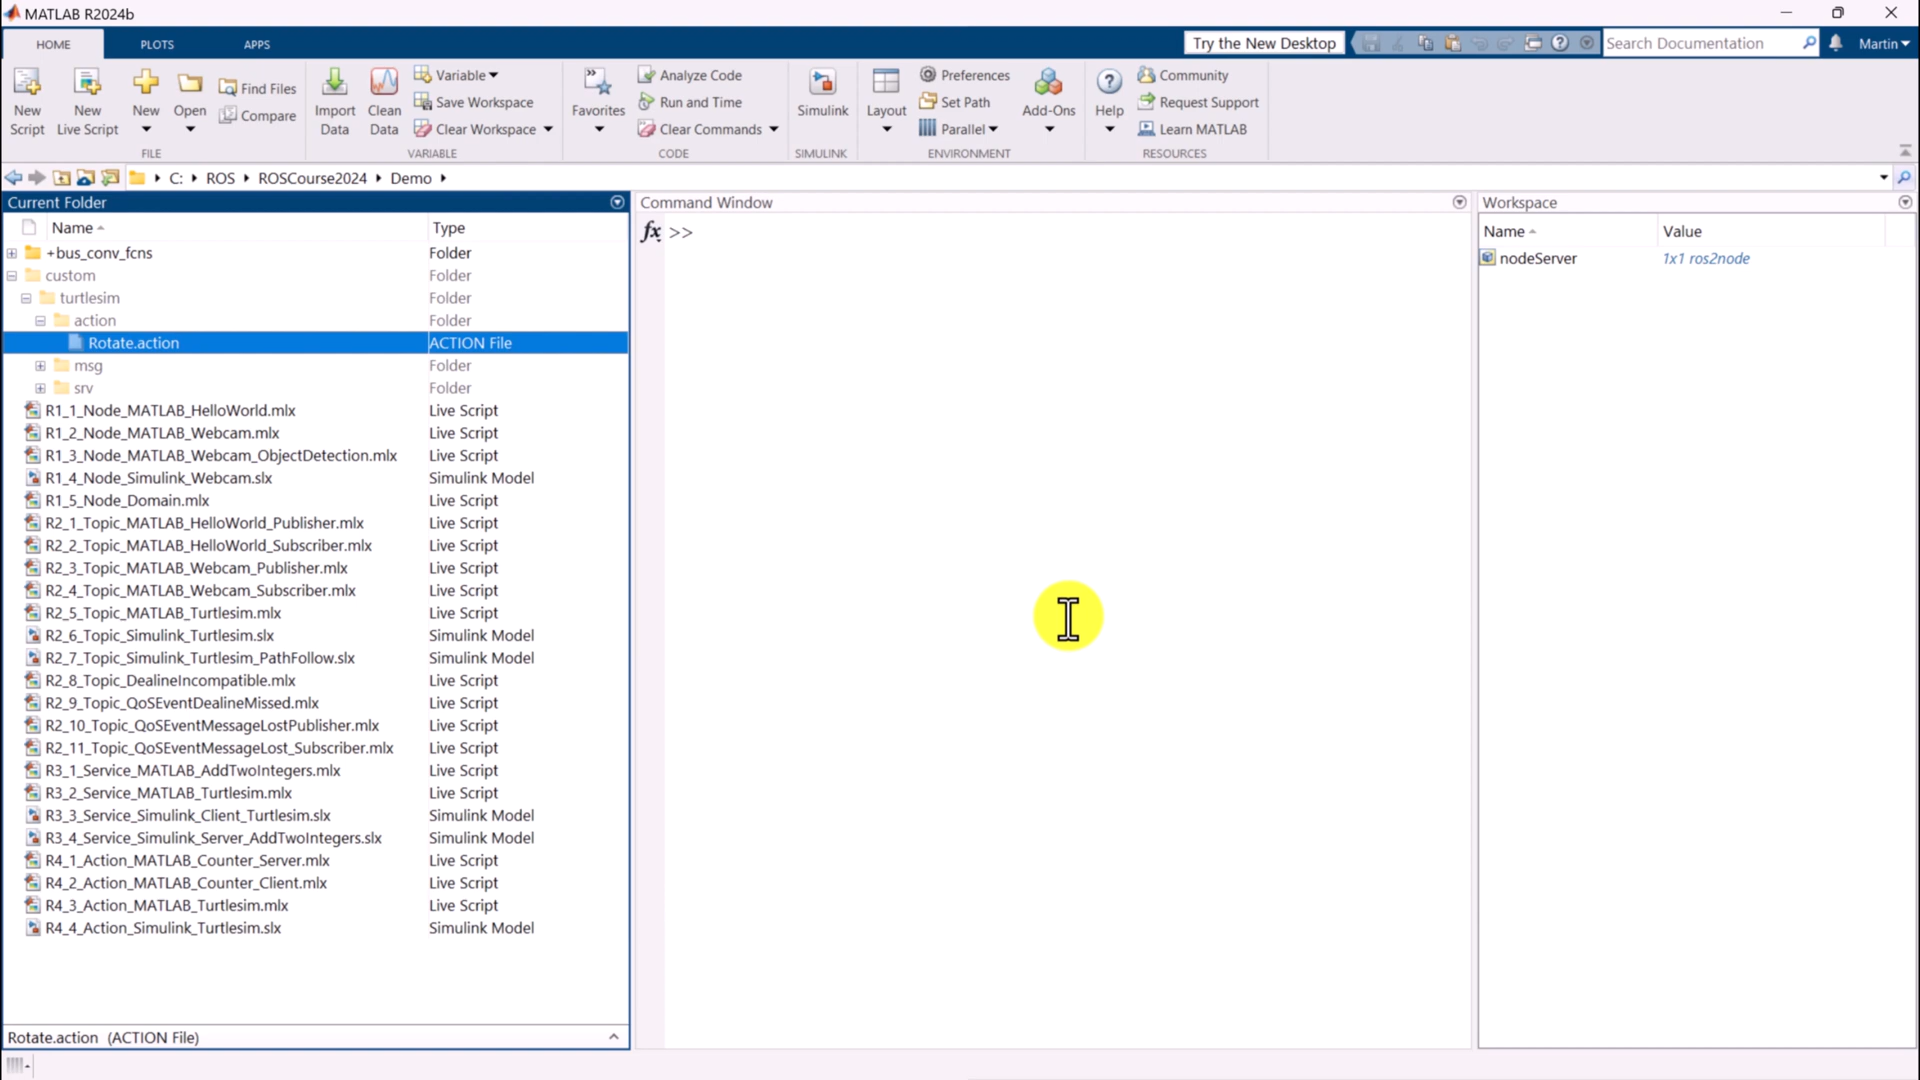 MATLAB R2024b
HOME PLOTS APPS
Try the New Desktop
Search Documentation
Martin
New Script
New Live Script
New
Open
Find Files
Compare
FILE
Import Data
Clean Data
Variable
Save Workspace
Clear Workspace
VARIABLE
Favorites
Analyze Code
Run and Time
Clear Commands
CODE
Simulink
SIMULINK
Layout
Preferences
Set Path
Parallel
Add-Ons
ENVIRONMENT
Help
Community
Request Support
Learn MATLAB
RESOURCES
C: ROS ROSCourse2024 Demo
Current Folder
Name Type
+bus_conv_fcns Folder
custom Folder
turtlesim Folder
action Folder
Rotate.action ACTION File
msg Folder
srv Folder
R1_1_Node_MATLAB_HelloWorld.mlx Live Script
R1_2_Node_MATLAB_Webcam.mlx Live Script
R1_3_Node_MATLAB_Webcam_ObjectDetection.mlx Live Script
R1_4_Node_Simulink_Webcam.slx Simulink Model
R1_5_Node_Domain.mlx Live Script
R2_1_Topic_MATLAB_HelloWorld_Publisher.mlx Live Script
R2_2_Topic_MATLAB_HelloWorld_Subscriber.mlx Live Script
R2_3_Topic_MATLAB_Webcam_Publisher.mlx Live Script
R2_4_Topic_MATLAB_Webcam_Subscriber.mlx Live Script
R2_5_Topic_MATLAB_Turtlesim.mlx Live Script
R2_6_Topic_Simulink_Turtlesim.slx Simulink Model
R2_7_Topic_Simulink_Turtlesim_PathFollow.slx Simulink Model
R2_8_Topic_DealineIncompatible.mlx Live Script
R2_9_Topic_QoSEventDealineMissed.mlx Live Script
R2_10_Topic_QoSEventMessageLostPublisher.mlx Live Script
R2_11_Topic_QoSEventMessageLost_Subscriber.mlx Live Script
R3_1_Service_MATLAB_AddTwoIntegers.mlx Live Script
R3_2_Service_MATLAB_Turtlesim.mlx Live Script
R3_3_Service_Simulink_Client_Turtlesim.slx Simulink Model
R3_4_Service_Simulink_Server_AddTwoIntegers.slx Simulink Model
R4_1_Action_MATLAB_Counter_Server.mlx Live Script
R4_2_Action_MATLAB_Counter_Client.mlx Live Script
R4_3_Action_MATLAB_Turtlesim.mlx Live Script
R4_4_Action_Simulink_Turtlesim.slx Simulink Model
Rotate.action (ACTION File)
Command Window
fx >>
Workspace
Name Value
nodeServer 1x1 ros2node